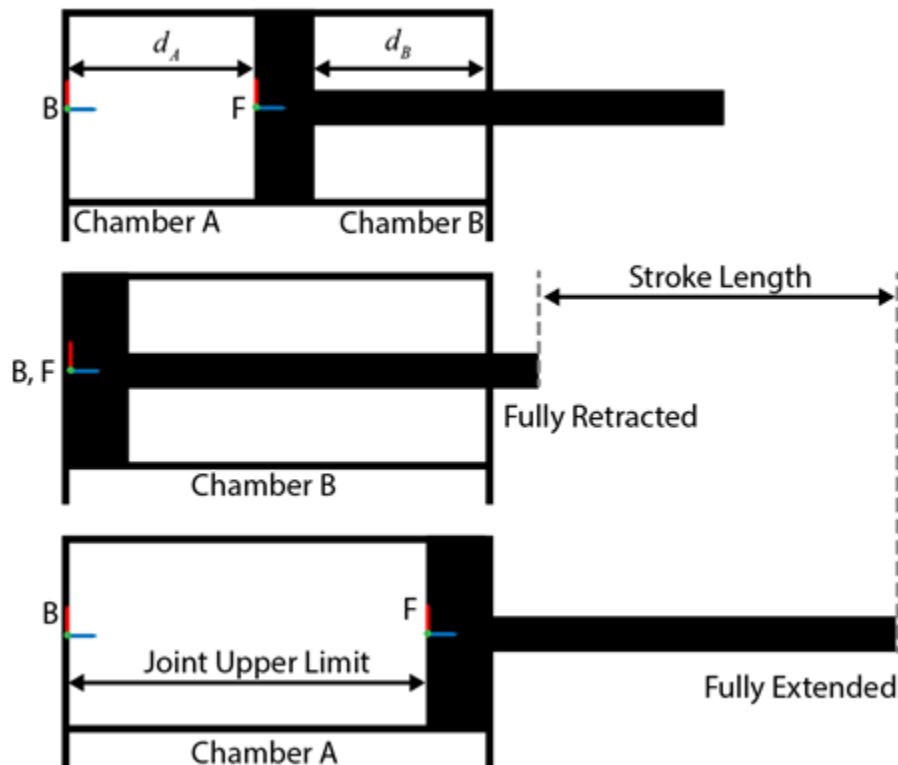 d_A
d_B
B
F
Chamber A
Chamber B
Stroke Length
B, F
Fully Retracted
Chamber B
B
F
Joint Upper Limit
Fully Extended
Chamber A